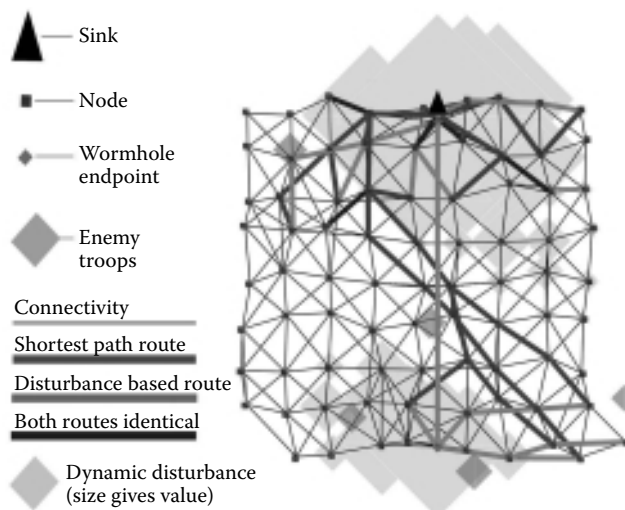 Sink
Node
Wormhole
endpoint
Enemy
troops
Connectivity
Shortest path route
Disturbance based route
Both routes identical
Dynamic disturbance
(size gives value)